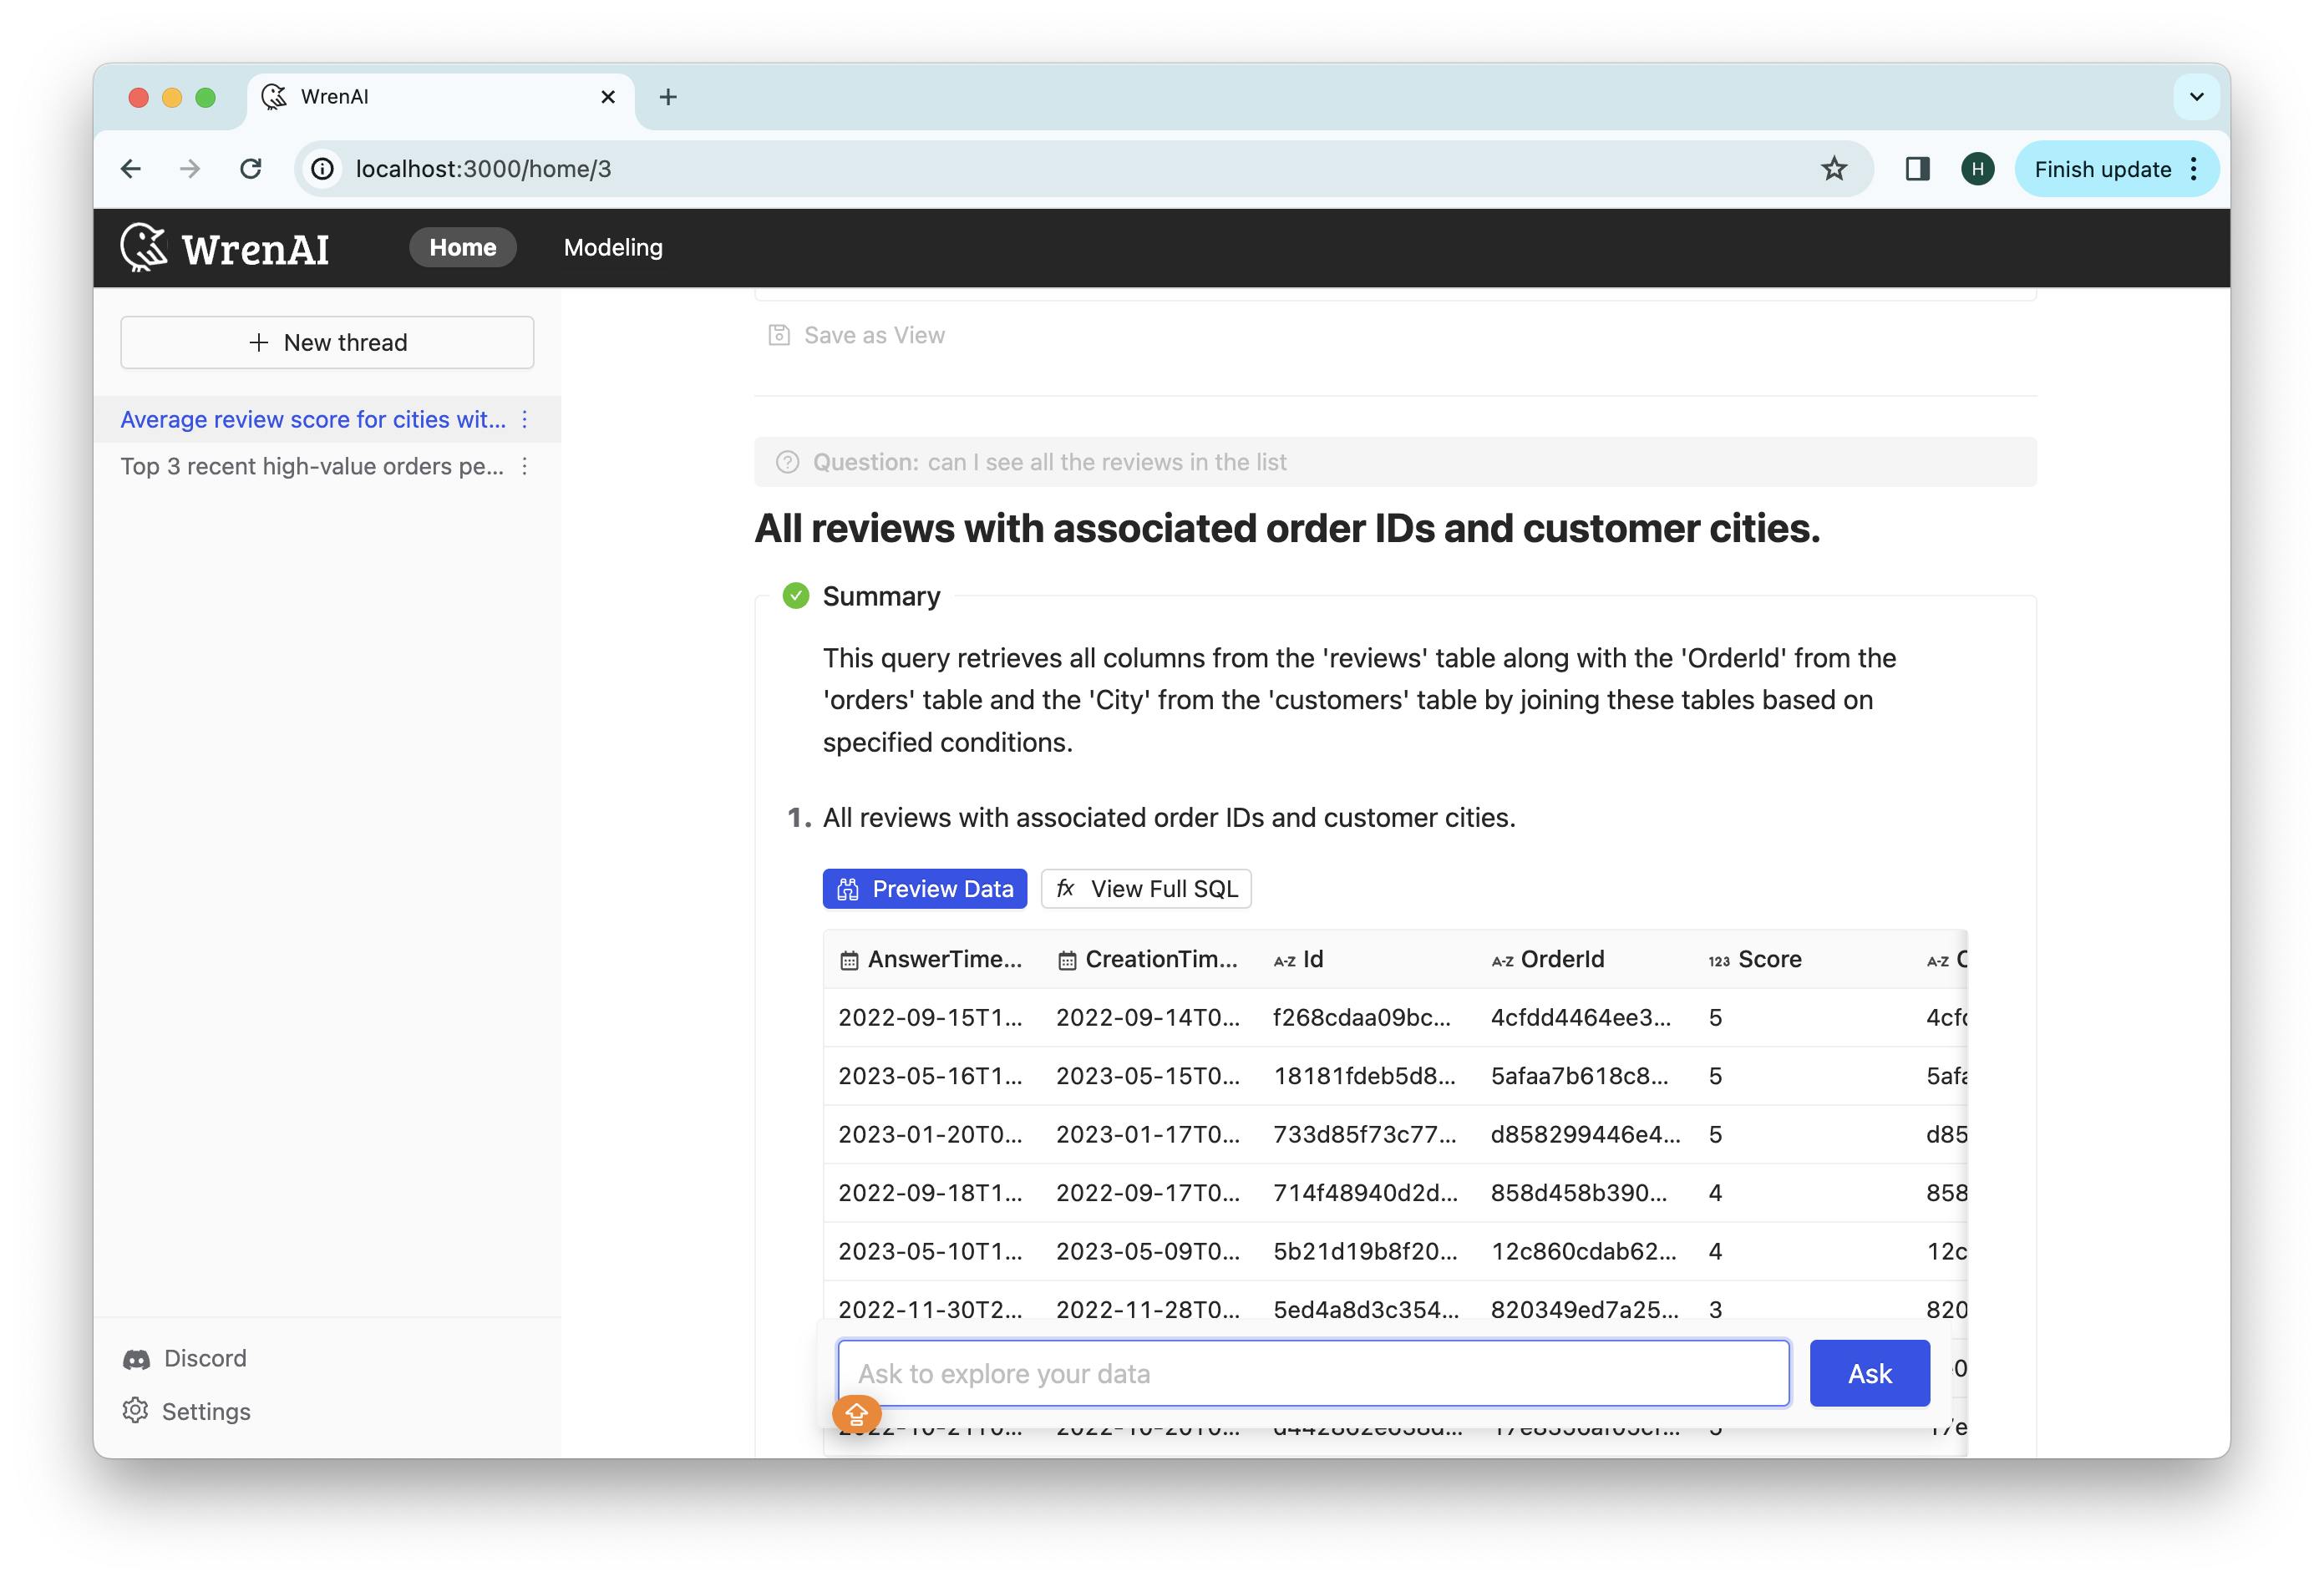 WrenAI
localhost:3000/home/3
H
Finish update
WrenAI
Home
Modeling
New thread
Average review score for cities wit...
Top 3 recent high-value orders pe...
Save as View
Question: can I see all the reviews in the list
All reviews with associated order IDs and customer cities.
Summary
This query retrieves all columns from the 'reviews' table along with the 'OrderId' from the
'orders' table and the 'City' from the 'customers' table by joining these tables based on
specified conditions.
1. All reviews with associated order IDs and customer cities.
Preview Data
fx View Full SQL
AnswerTime... CreationTim... A-Z Id A-Z OrderId 123 Score A-Z
2022-09-15T1... 2022-09-14T0... f268cdaa09bc... 4cfdd4464ee3... 5 4cfd
2023-05-16T1... 2023-05-15T0... 18181fdeb5d8... 5afaa7b618c8... 5 5afa
2023-01-20T0... 2023-01-17T0... 733d85f73c77... d858299446e4... 5 d85
2022-09-18T1... 2022-09-17T0... 714f48940d2d... 858d458b390... 4 858
2023-05-10T1... 2023-05-09T0... 5b21d19b8f20... 12c860cdab62... 4 12c
2022-11-30T2... 2022-11-28T0... 5ed4a8d3c354... 820349ed7a25... 3 820
Ask to explore your data
Ask
Discord
Settings